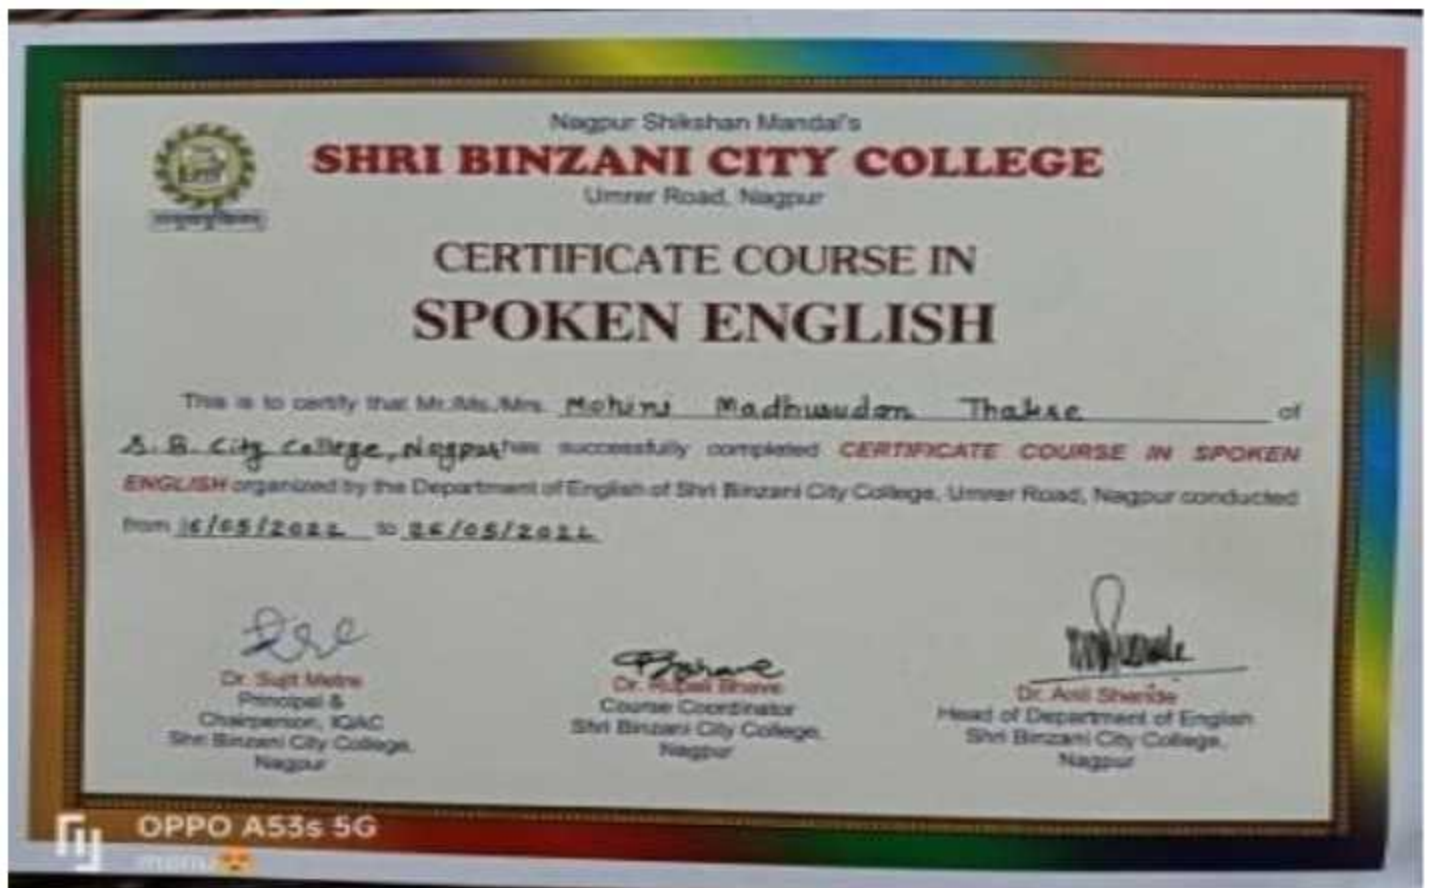 Nagpur Shikshan Mandal's
SHRI BINZANI CITY COLLEGE
Umrer Road, Nagpur
CERTIFICATE COURSE IN
SPOKEN ENGLISH
This is to certify that Mr./Ms./Mrs. Mohini Madhusudan Thakre of
S. B. City College, Nagpur has successfully completed CERTIFICATE COURSE IN SPOKEN
ENGLISH organized by the Department of English of Shri Binzani City College, Umrer Road, Nagpur conducted
from 16/05/2022 to 26/05/2022
Dr. Sujit Metre
Principal &
Chairperson, IQAC
Shri Binzani City College,
Nagpur
Dr. Rupali Bhave
Course Coordinator
Shri Binzani City College,
Nagpur
Dr. Anil Shende
Head of Department of English
Shri Binzani City College,
Nagpur
OPPO A53s 5G